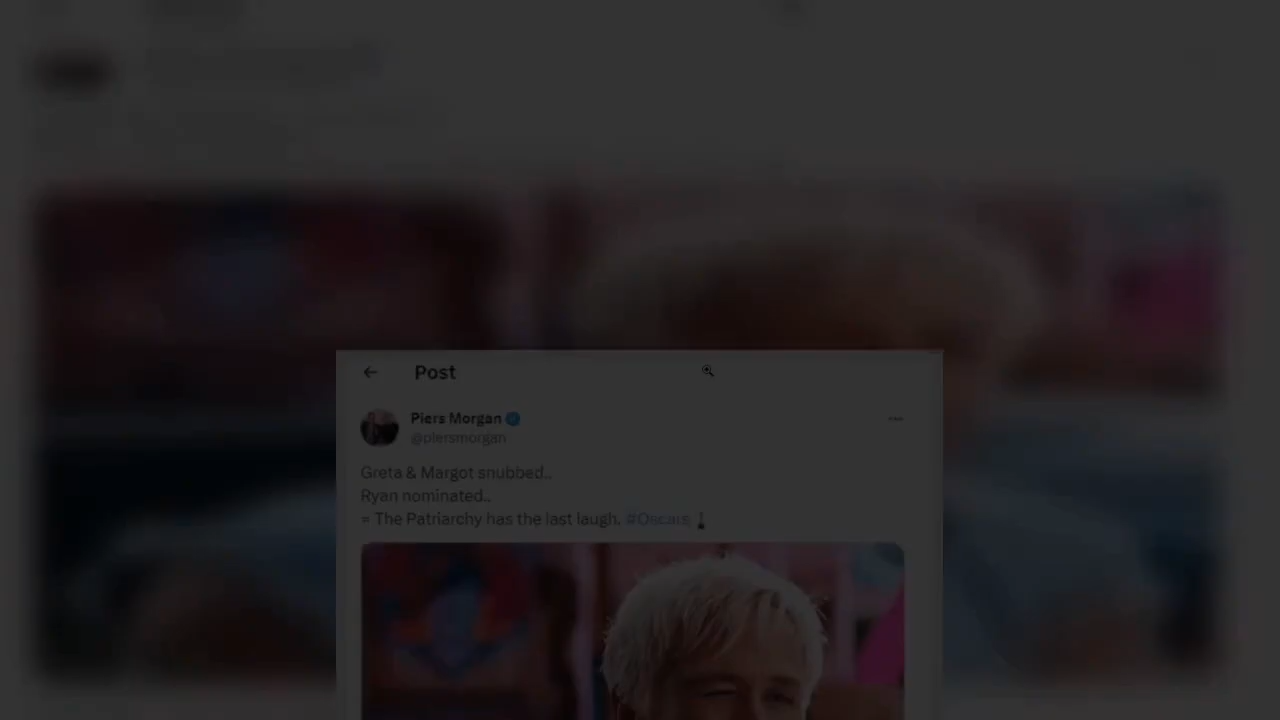 Post
Piers Morgan
@piersmorgan
Greta & Margot snubbed..
Ryan nominated..
= The Patriarchy has the last laugh. #Oscars